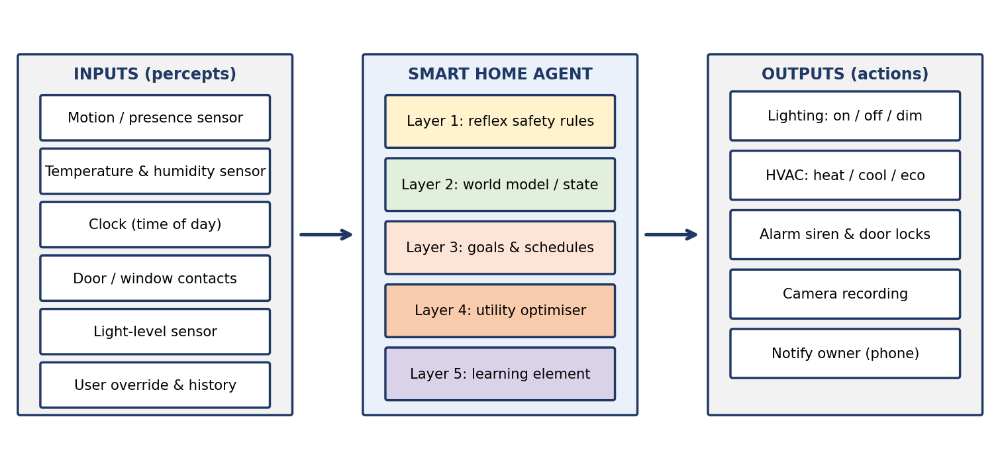 INPUTS (percepts)
Motion / presence sensor
Temperature & humidity sensor
Clock (time of day)
Door / window contacts
Light-level sensor
User override & history
SMART HOME AGENT
Layer 1: reflex safety rules
Layer 2: world model / state
Layer 3: goals & schedules
Layer 4: utility optimiser
Layer 5: learning element
OUTPUTS (actions)
Lighting: on / off / dim
HVAC: heat / cool / eco
Alarm siren & door locks
Camera recording
Notify owner (phone)